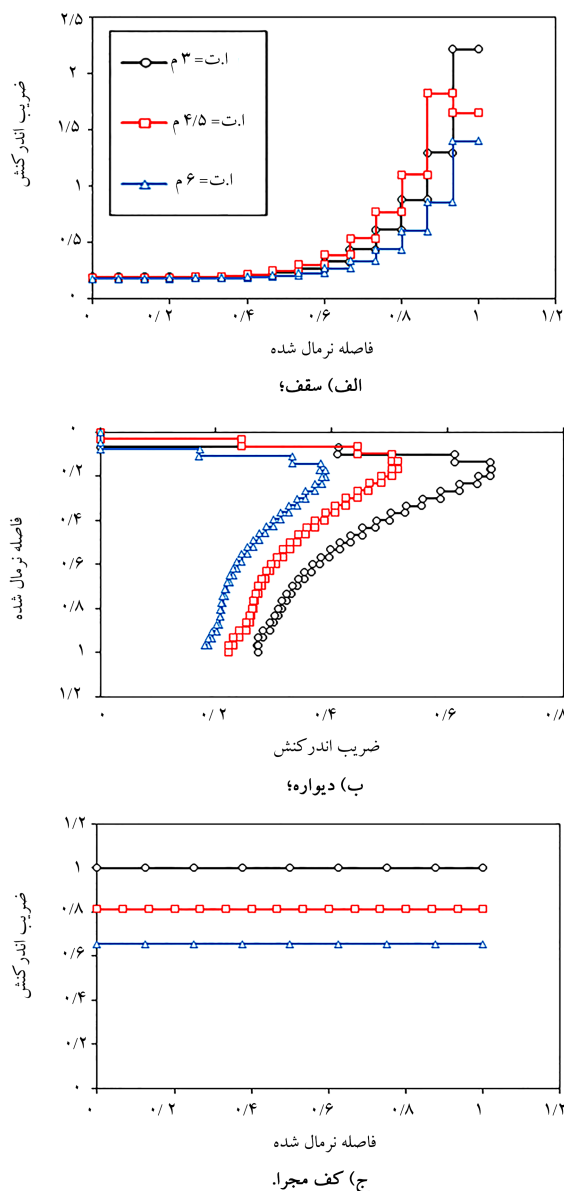 ۲/۵
۲
۱/۵
۱
۰/۵
۰
ضریب اندرکنش
ا.ت= ۳ م
ا.ت= ۴/۵ م
ا.ت= ۶ م
۰ ۰/۲ ۰/۴ ۰/۶ ۰/۸ ۱ ۱/۲
فاصله نرمال شده
الف) سقف؛
۰
۰/۲
۰/۴
۰/۶
۰/۸
۱
۱/۲
فاصله نرمال شده
۰ ۰/۲ ۰/۴ ۰/۶ ۰/۸
ضریب اندرکنش
ب) دیواره؛
۱/۲
۱
۰/۸
۰/۶
۰/۴
۰/۲
۰
ضریب اندرکنش
۰ ۰/۲ ۰/۴ ۰/۶ ۰/۸ ۱ ۱/۲
فاصله نرمال شده
ج) کف مجرا.